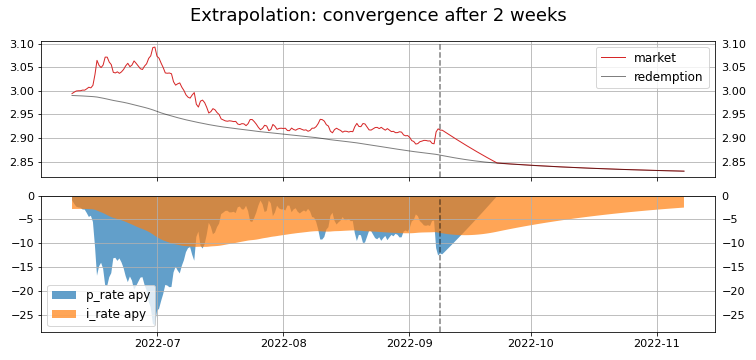 Extrapolation: convergence after 2 weeks
3.10 3.10
3.05 3.05
3.00 3.00
2.95 2.95
2.90 2.90
2.85 2.85
market
redemption
0 0
−5 −5
−10 −10
−15 −15
−20 −20
−25 −25
p_rate apy
i_rate apy
2022-07 2022-08 2022-09 2022-10 2022-11